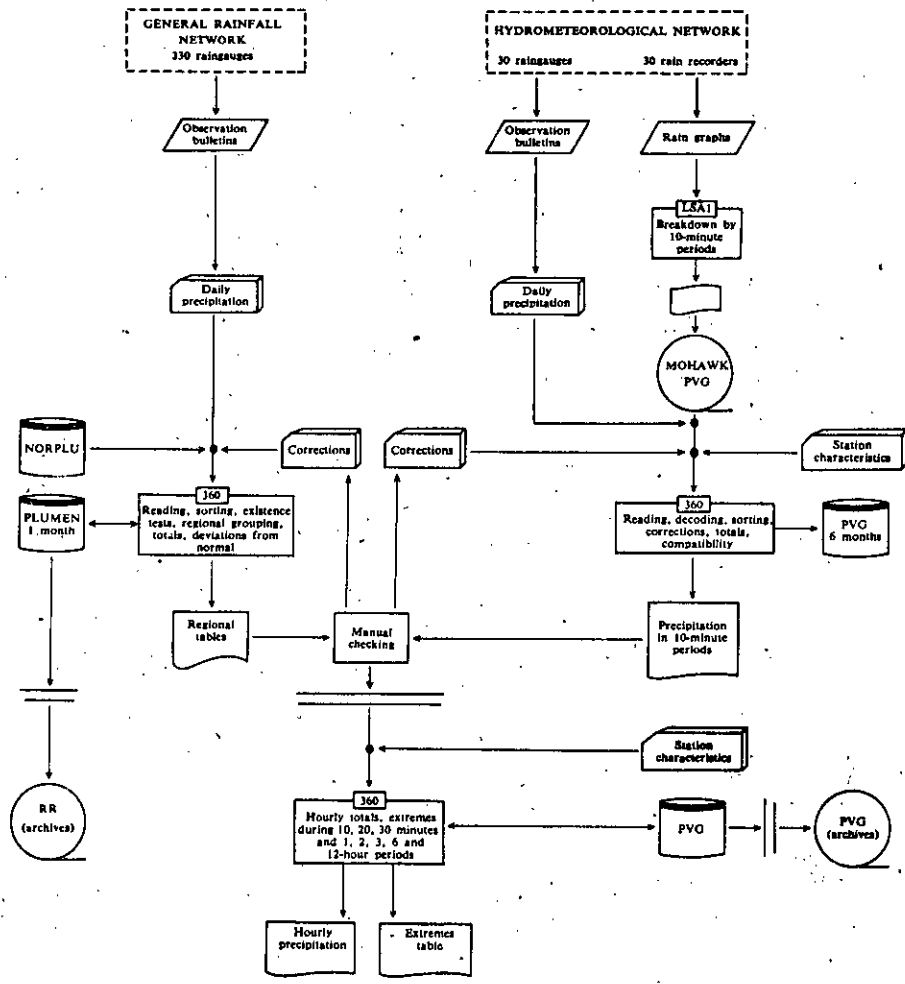 GENERAL RAINFALL
NETWORK
330 raingauges
HYDROMETEOROLOGICAL NETWORK
30 raingauges
30 rain recorders
Observation
bulletins
Observation
bulletins
Rain graphs
LSA1
Breakdown by
10-minute
periods
Daily
precipitation
Daily
precipitation
MOHAWK
PVG
NORPLU
Corrections
Corrections
Station
characteristics
PLUMEN
1 month
360
Reading, sorting, existence
tests, regional grouping,
totals, deviations from
normal
360
Reading, decoding, sorting,
corrections, totals,
compatibility
PVG
6 months
Regional
tables
Manual
checking
Precipitation
in 10-minute
periods
Station
characteristics
RR
(archives)
360
Hourly totals, extremes
during 10, 20, 30 minutes
and 1, 2, 3, 6 and
12-hour periods
PVG
PVG
(archives)
Hourly
precipitation
Extremes
table